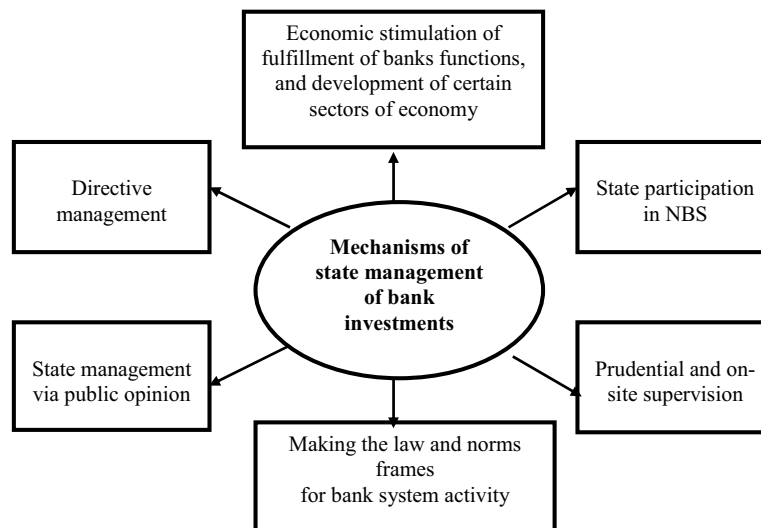 Economic stimulation of
fulfillment of banks functions,
and development of certain
sectors of economy
Directive
management
State participation
in NBS
Mechanisms of
state management
of bank
investments
State management
via public opinion
Prudential and on-
site supervision
Making the law and norms
frames
for bank system activity